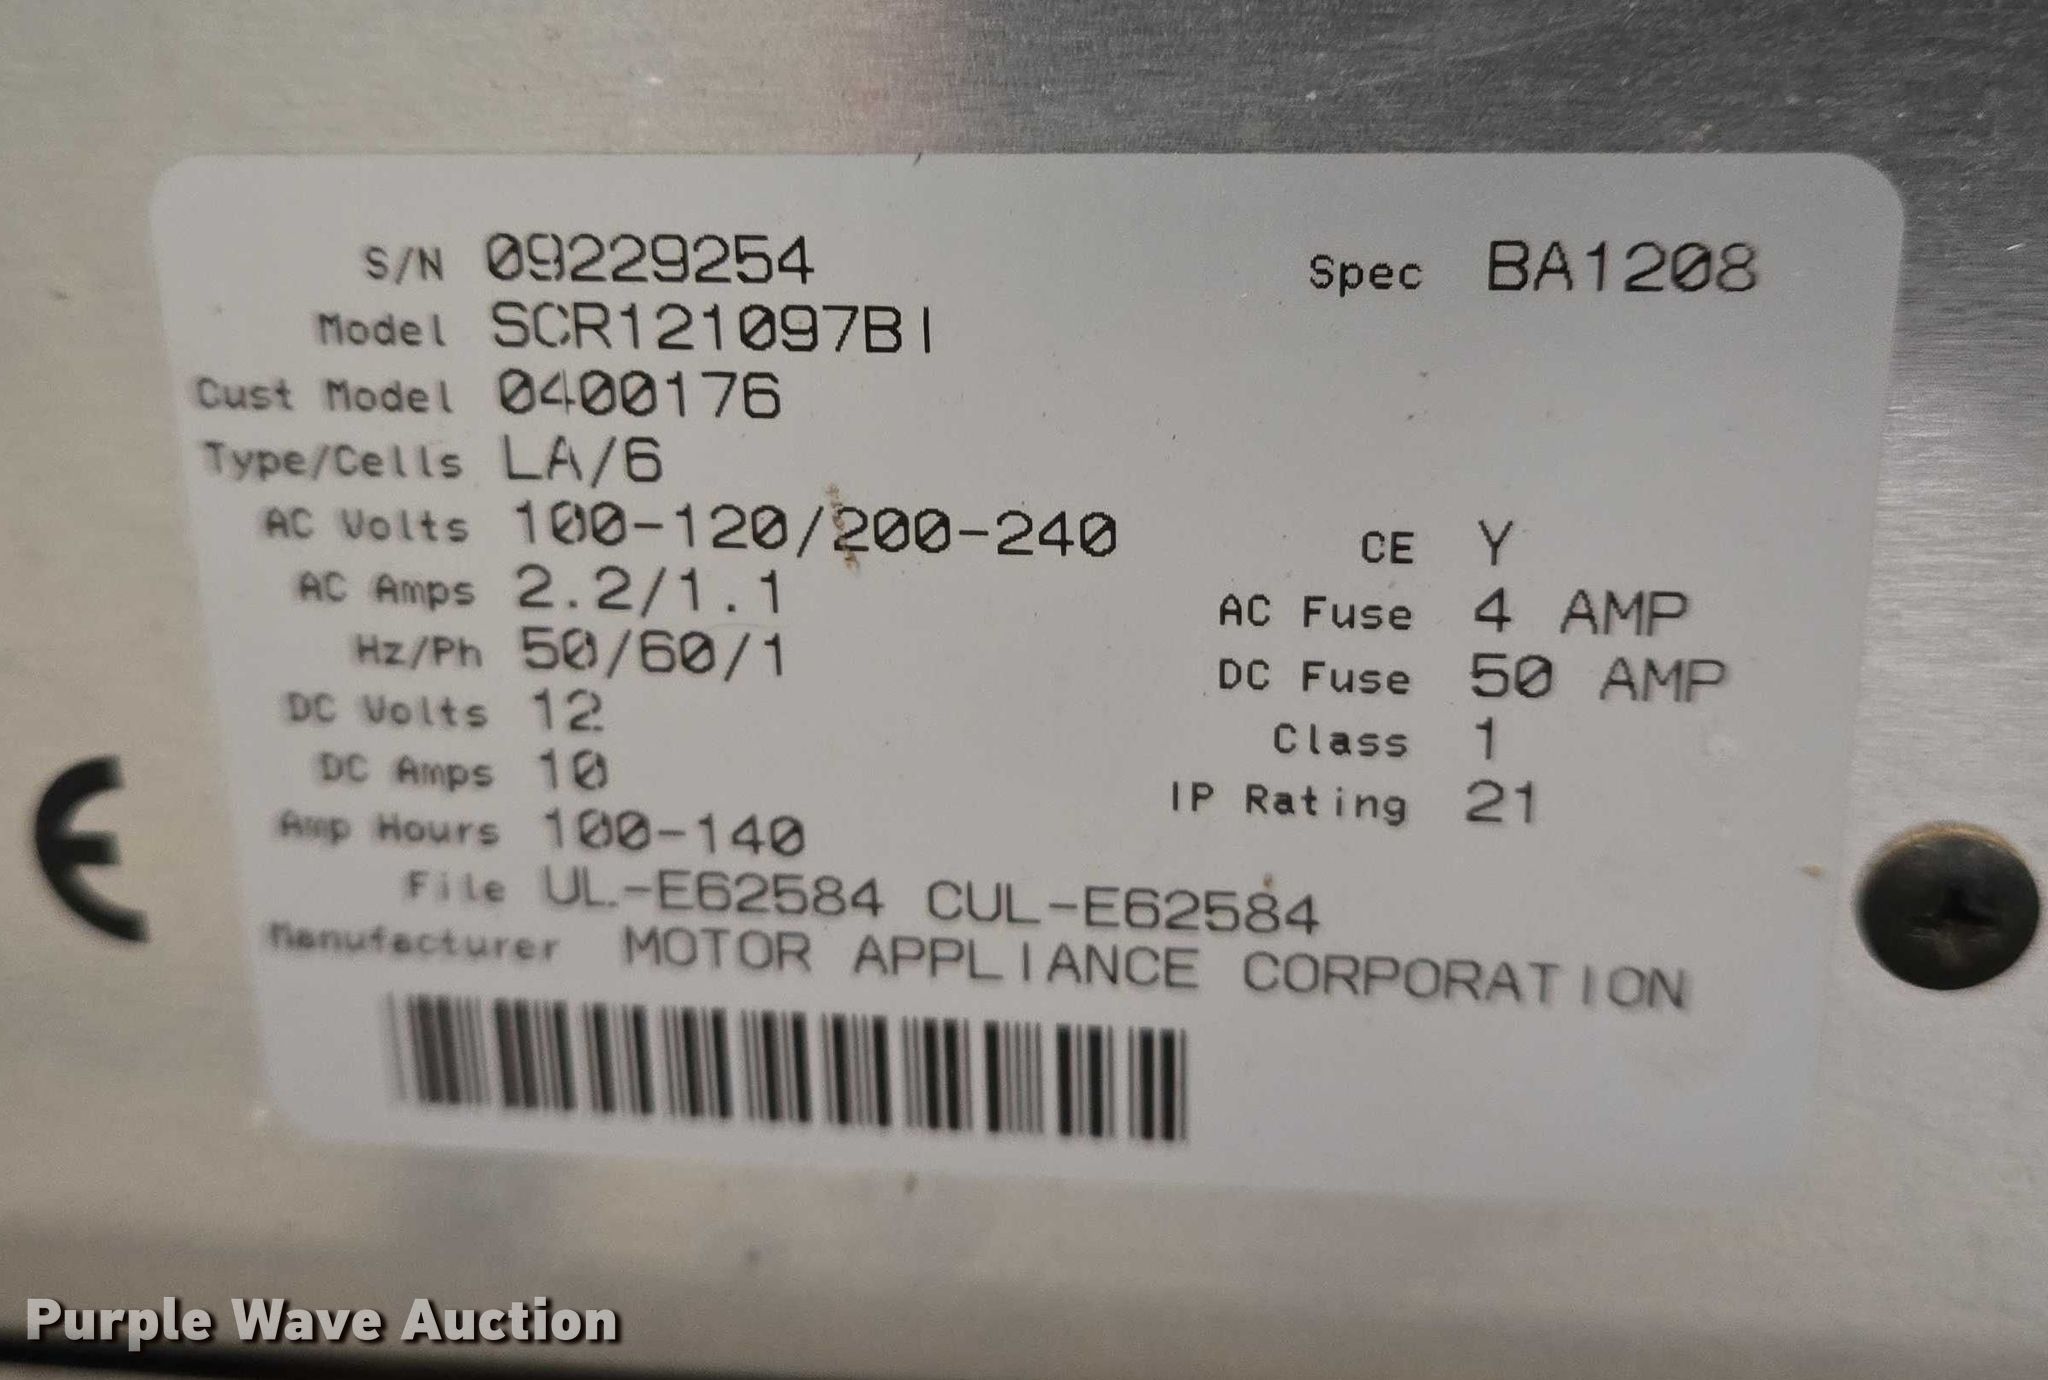 S/N 09229254 Spec BA1208
Model SCR121097BI
Cust Model 0400176
Type/Cells LA/6
AC Volts 100-120/200-240 CE Y
AC Amps 2.2/1.1 AC Fuse 4 AMP
Hz/Ph 50/60/1 DC Fuse 50 AMP
DC Volts 12 Class 1
DC Amps 10 IP Rating 21
Amp Hours 100-140
File UL-E62584 CUL-E62584
Manufacturer MOTOR APPLIANCE CORPORATION
CE
Purple Wave Auction